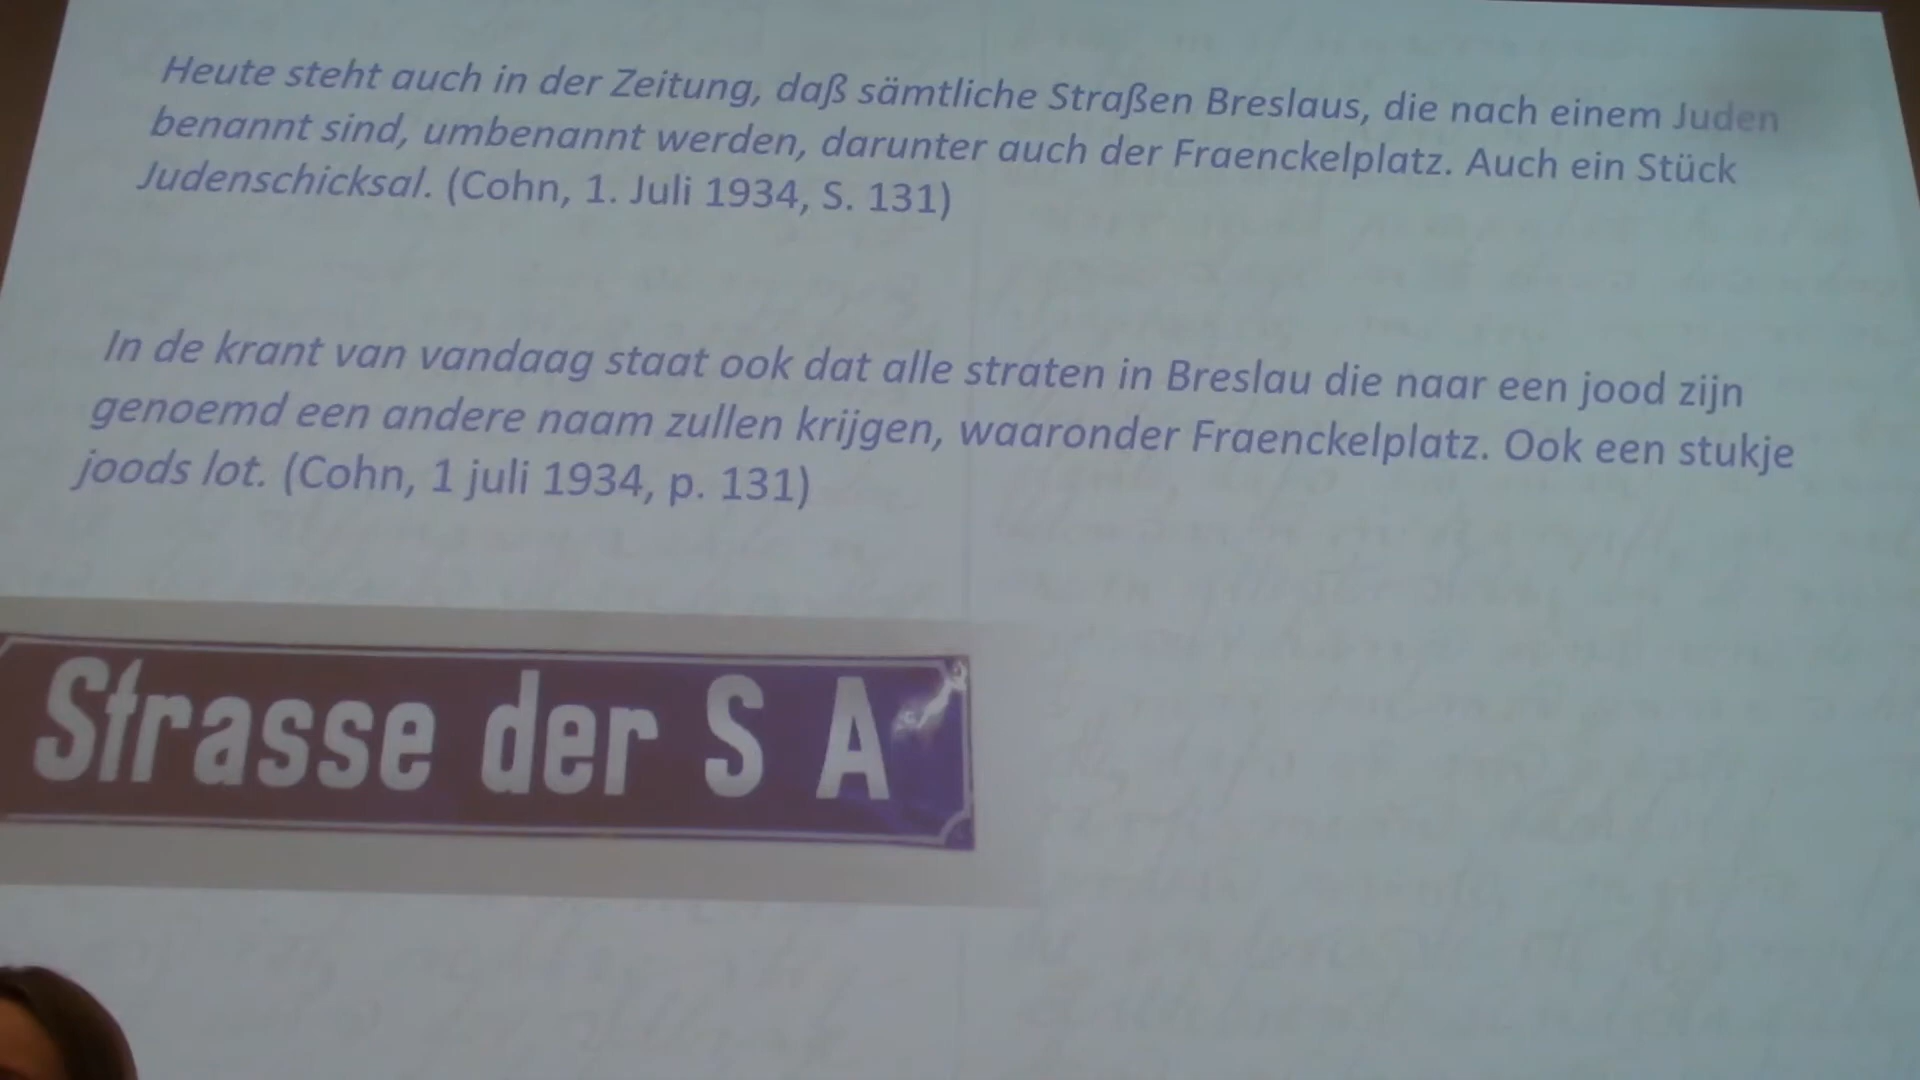 Heute steht auch in der Zeitung, daß sämtliche Straßen Breslaus, die nach einem Juden
benannt sind, umbenannt werden, darunter auch der Fraenckelplatz. Auch ein Stück
Judenschicksal. (Cohn, 1. Juli 1934, S. 131)
In de krant van vandaag staat ook dat alle straten in Breslau die naar een jood zijn
genoemd een andere naam zullen krijgen, waaronder Fraenckelplatz. Ook een stukje
joods lot. (Cohn, 1 juli 1934, p. 131)
Strasse der S A